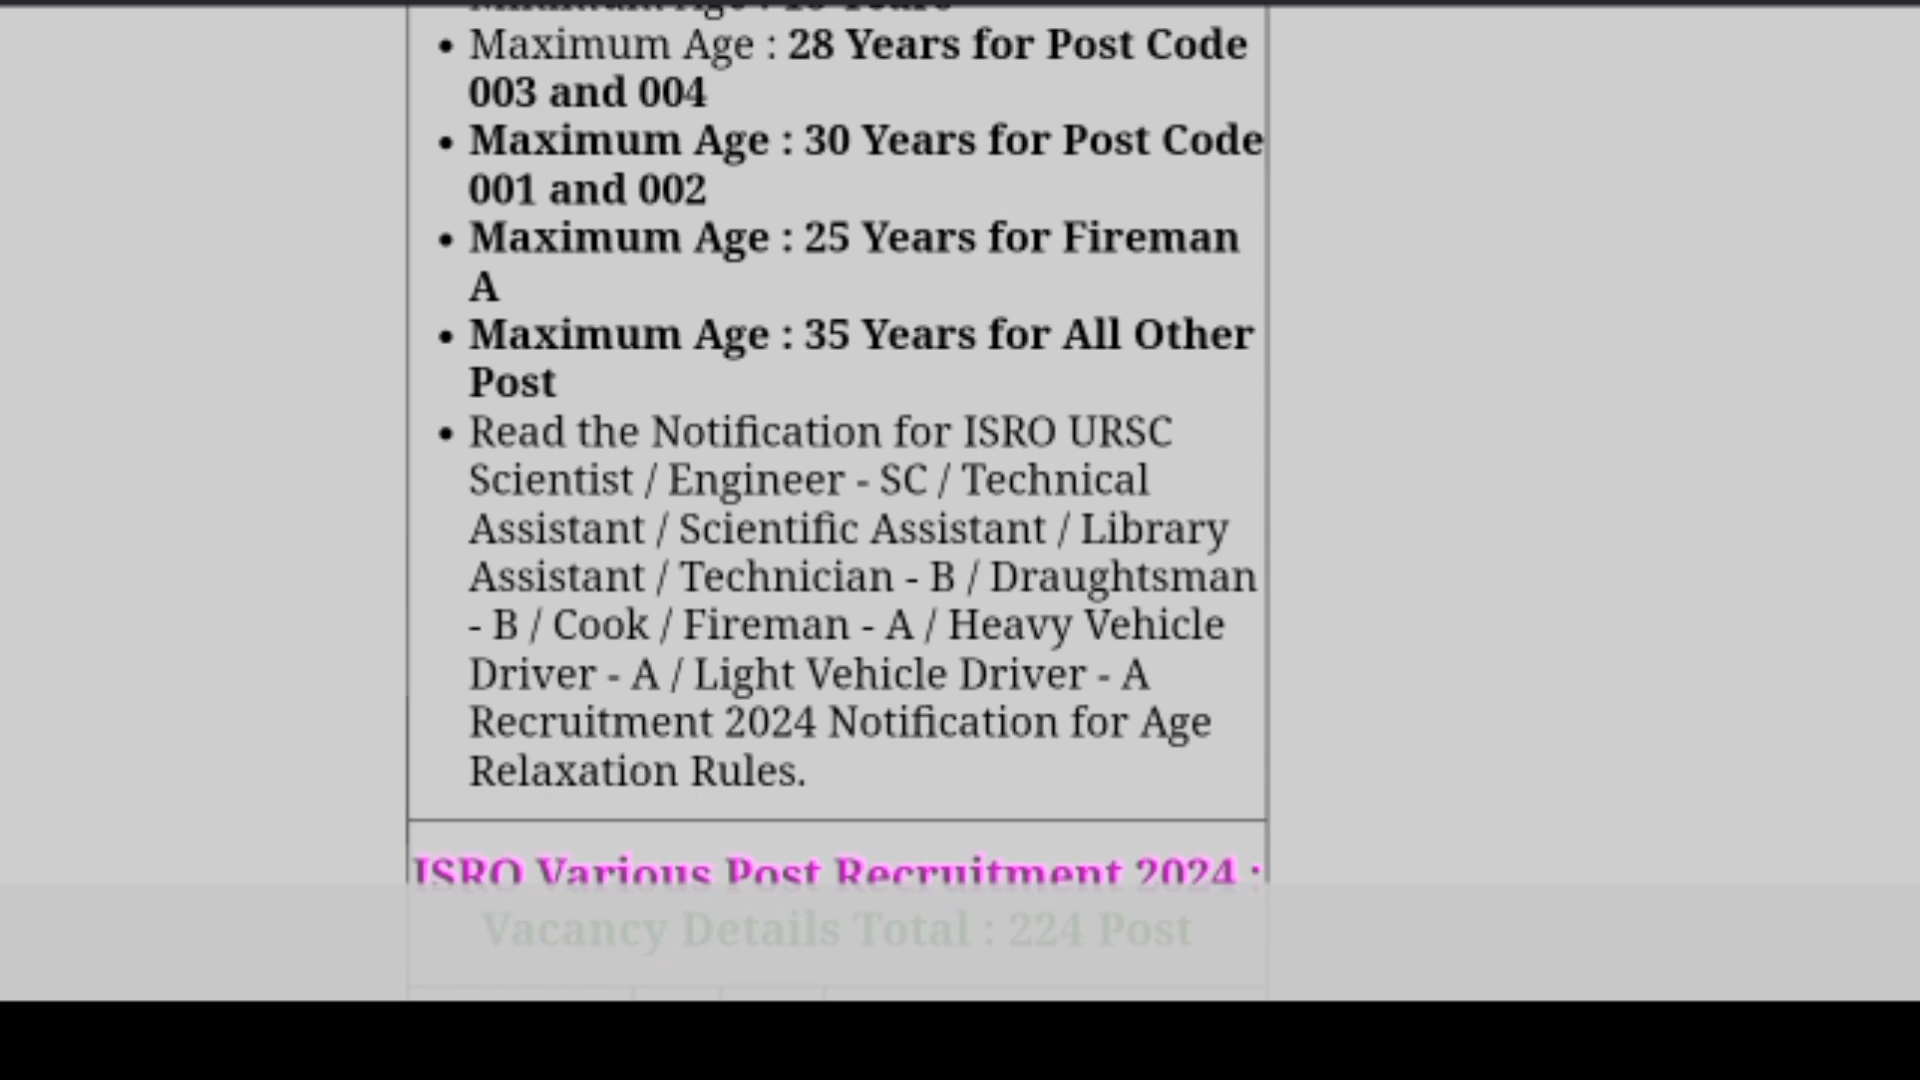 Minimum Age : 18 Years
• Maximum Age : 28 Years for Post Code
003 and 004
• Maximum Age : 30 Years for Post Code
001 and 002
• Maximum Age : 25 Years for Fireman
A
• Maximum Age : 35 Years for All Other
Post
• Read the Notification for ISRO URSC
Scientist / Engineer - SC / Technical
Assistant / Scientific Assistant / Library
Assistant / Technician - B / Draughtsman
- B / Cook / Fireman - A / Heavy Vehicle
Driver - A / Light Vehicle Driver - A
Recruitment 2024 Notification for Age
Relaxation Rules.
ISRO Various Post Recruitment 2024 :
Vacancy Details Total : 224 Post